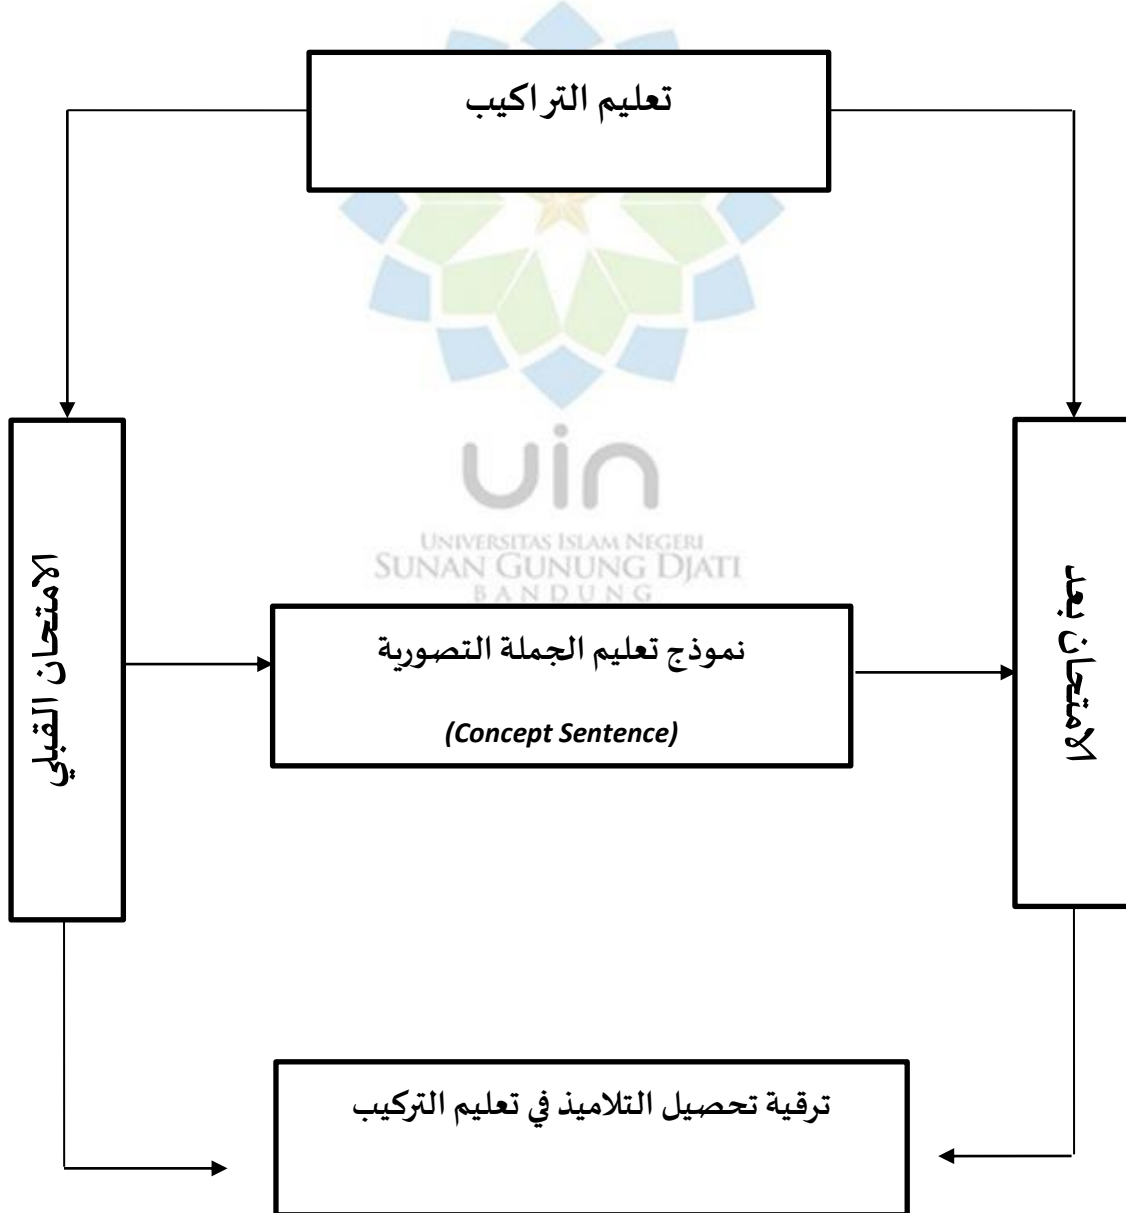 تعليم التراكيب
uin
UNIVERSITAS ISLAM NEGERI
SUNAN GUNUNG DJATI
BANDUNG
الامتحان القبلي
نموذج تعليم الجملة التصورية
(Concept Sentence)
الامتحان بعد
ترقية تحصيل التلاميذ في تعليم التركيب